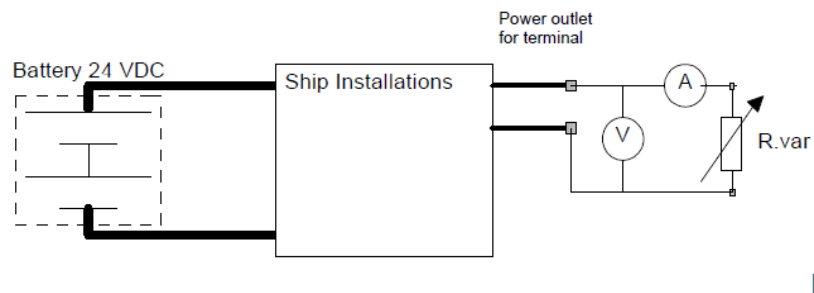 Power outlet
for terminal
Battery 24 VDC
Ship Installations
A
V
R.var